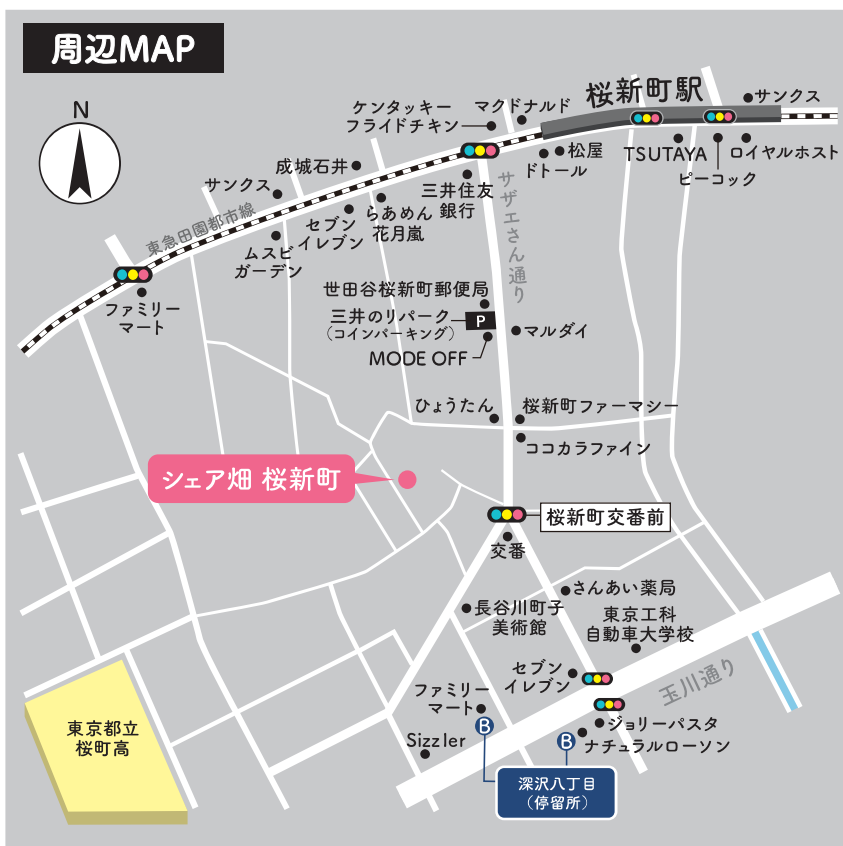 周辺MAP
N
桜新町駅
サンクス
ケンタッキー
フライドチキン
マクドナルド
松屋
ドトール
TSUTAYA
ロイヤルホスト
ピーコック
成城石井
サンクス
三井住友
銀行
サザエさん通り
らあめん
花月嵐
セブン
イレブン
東急田園都市線
ムスビ
ガーデン
ファミリー
マート
世田谷桜新町郵便局
三井のリパーク
(コインパーキング)
P
マルダイ
MODE OFF
ひょうたん
桜新町ファーマシー
ココカラファイン
シェア畑 桜新町
桜新町交番前
交番
さんあい薬局
長谷川町子
美術館
東京工科
自動車大学校
セブン
イレブン
玉川通り
ファミリー
マート
B
ジョリーパスタ
B
ナチュラルローソン
Sizzler
東京都立
桜町高
深沢八丁目
(停留所)